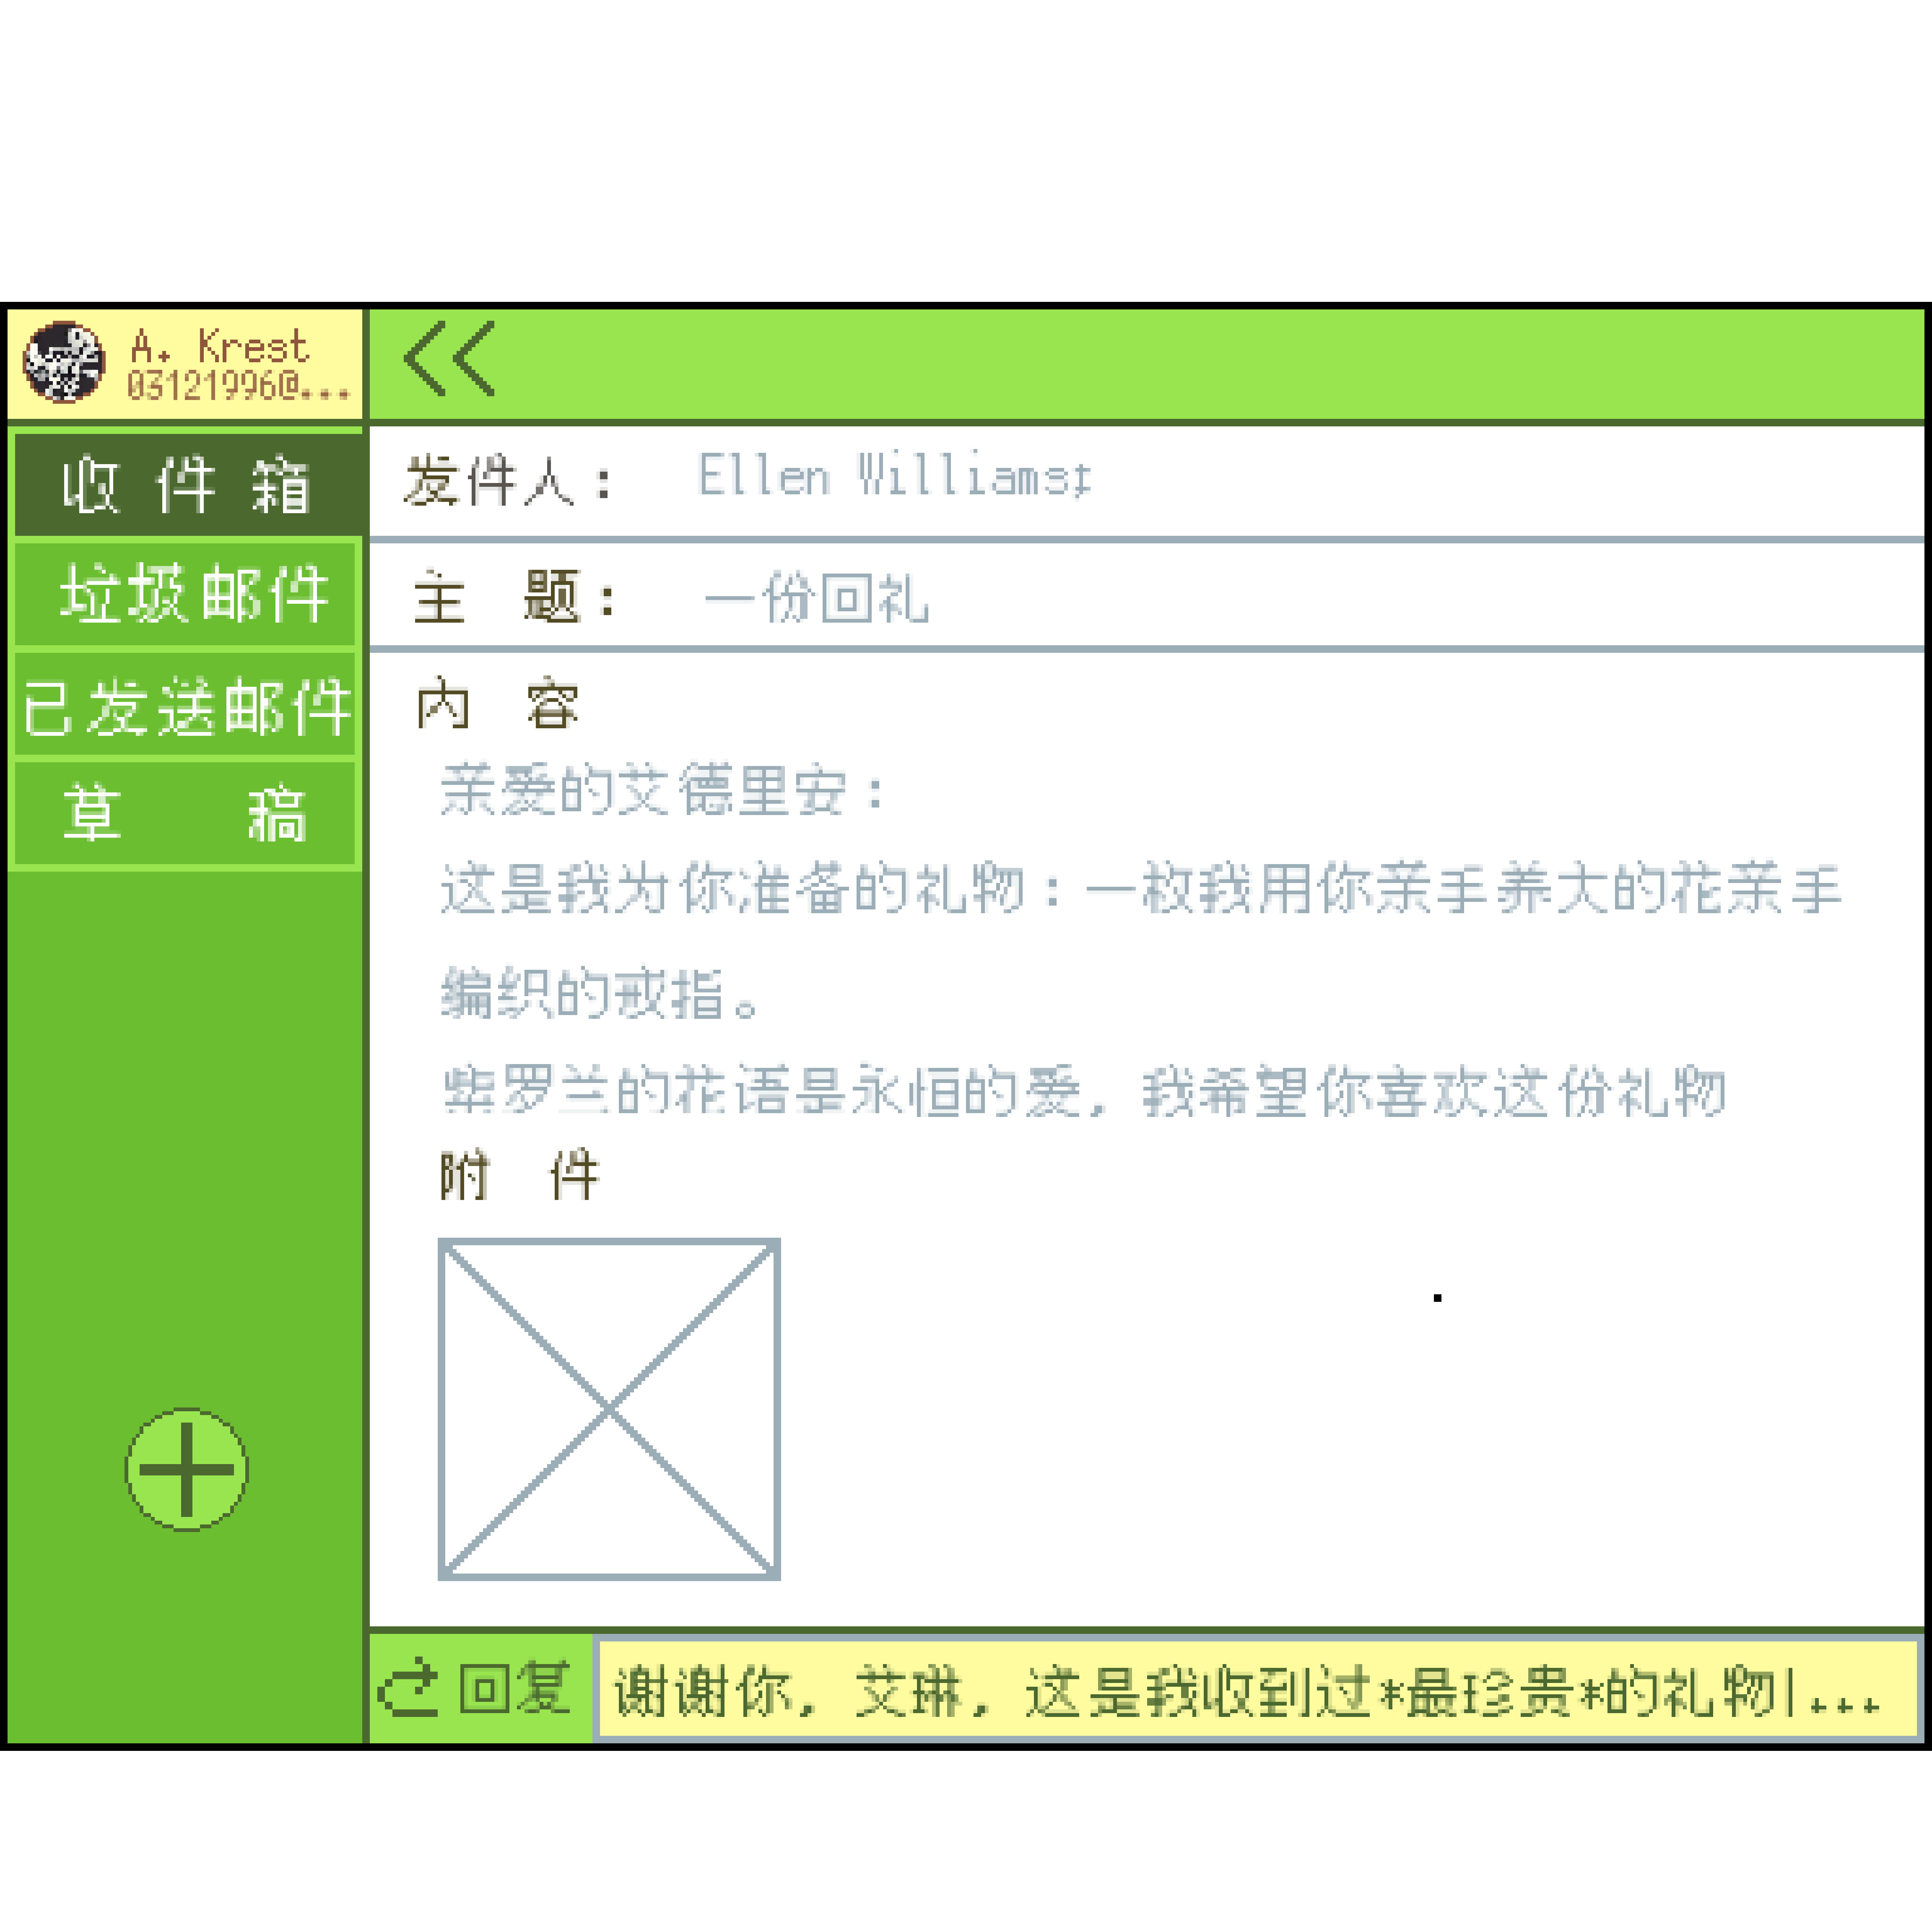 A. Krest
03121996@...
<<
收件箱
垃圾邮件
已发送邮件
草稿
发件人： Ellen Williams‡
主题： 一份回礼
内容
亲爱的艾德里安：
这是我为你准备的礼物：一枚我用你亲手养大的花亲手
编织的戒指。
紫罗兰的花语是永恒的爱，我希望你喜欢这份礼物
附件
回复 谢谢你，艾琳，这是我收到过*最珍贵*的礼物|...